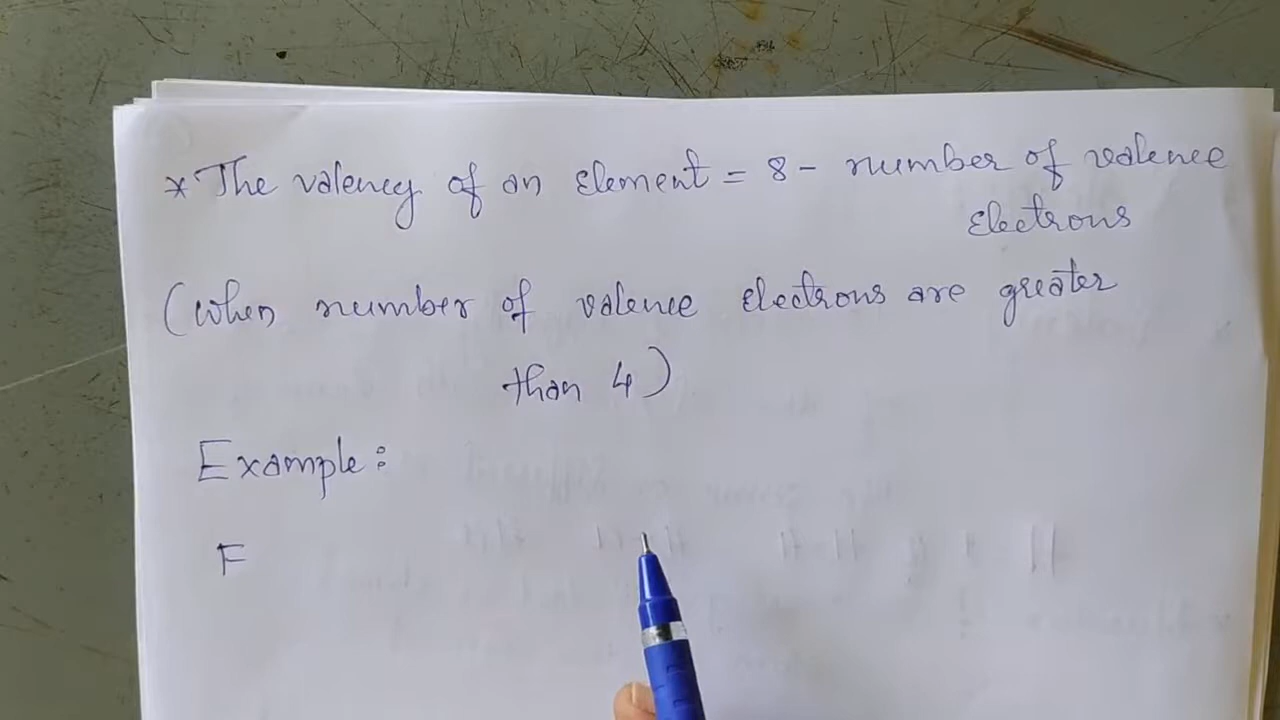 * The valency of an element = 8 - number of valence
electrons
(when number of valence electrons are greater
than 4)
Example:
F